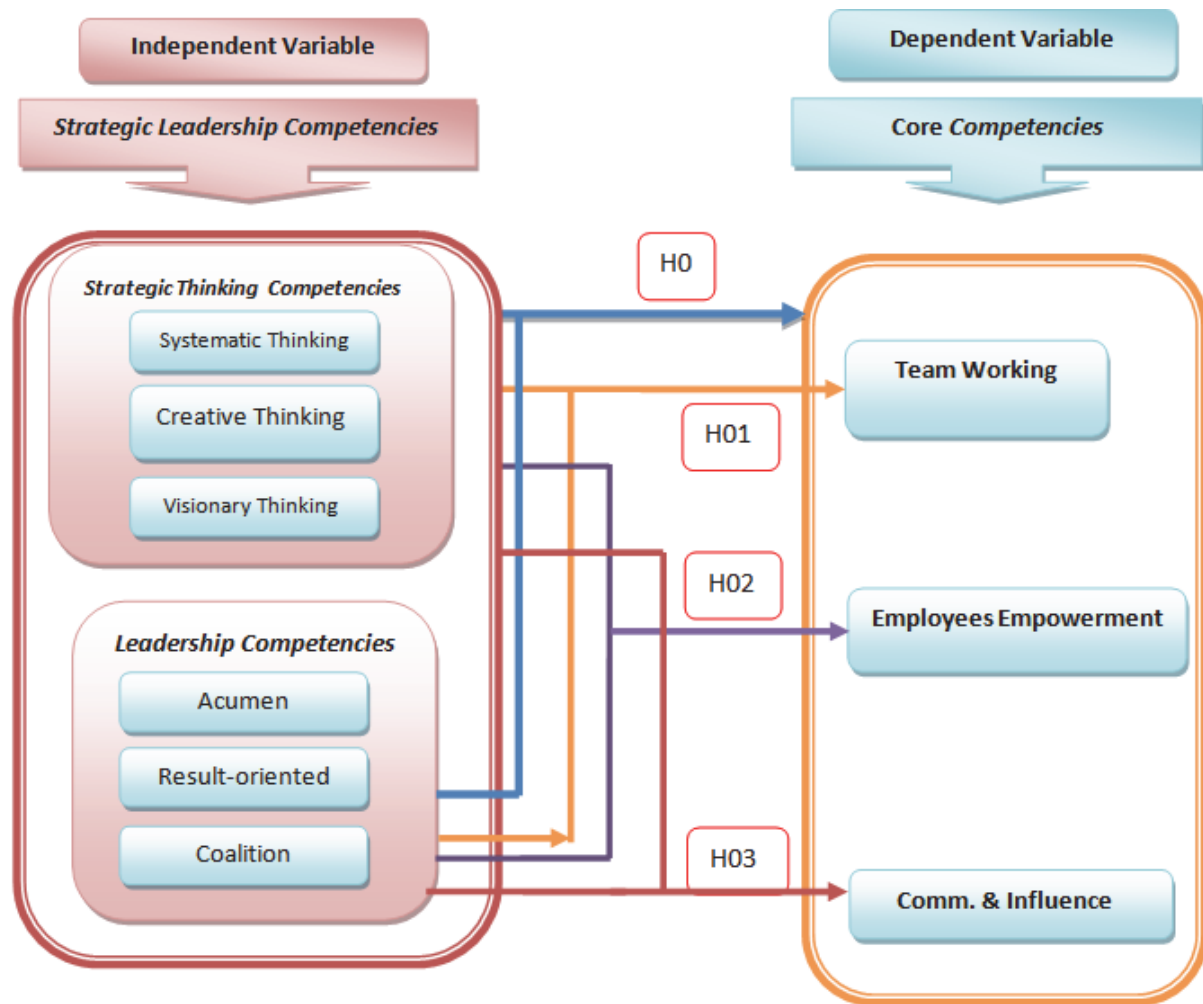 Independent Variable
Strategic Leadership Competencies
Dependent Variable
Core Competencies
Strategic Thinking Competencies
Systematic Thinking
Creative Thinking
Visionary Thinking
Leadership Competencies
Acumen
Result-oriented
Coalition
H0
H01
H02
H03
Team Working
Employees Empowerment
Comm. & Influence